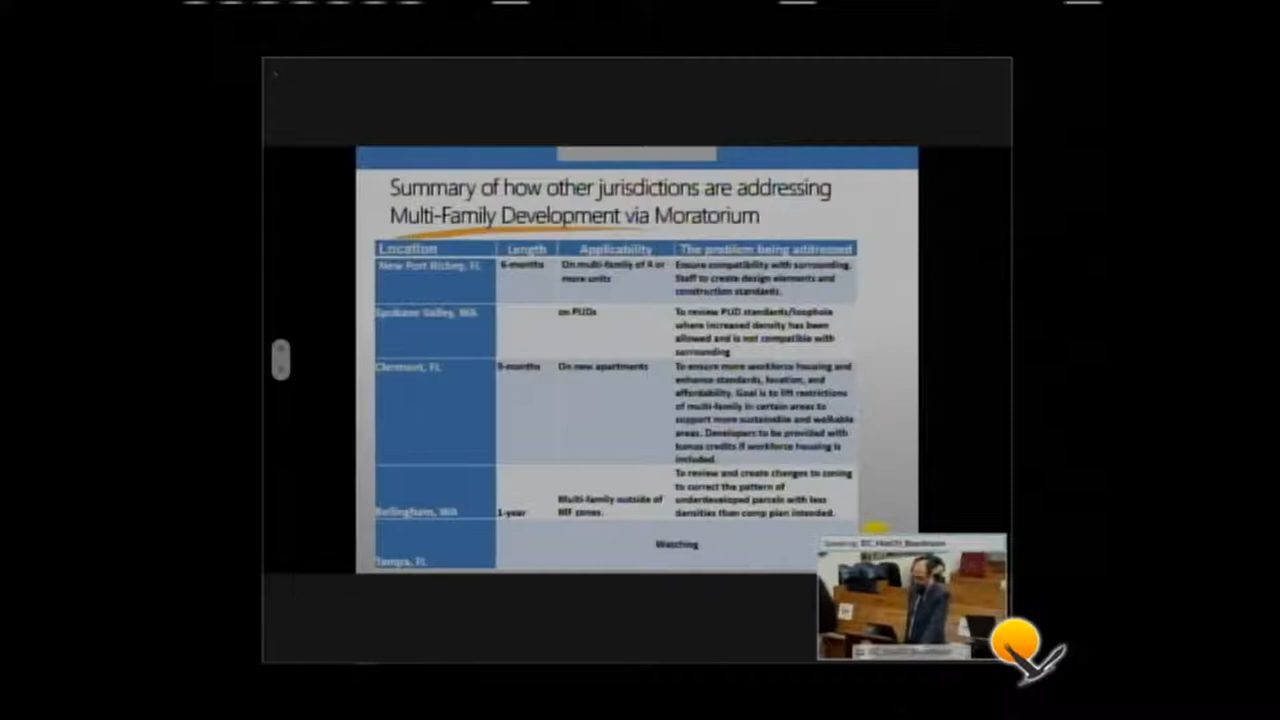 Summary of how other jurisdictions are addressing
Multi-Family Development via Moratorium
Location Length Applicability The problem being addressed
New Port Richey, FL 6-months On multi-family of 4 or more units Ensure compatibility with surrounding.
Staff to create design elements and
construction standards.
Spokane Valley, WA on PUDs To review PUD standards/loophole
where increased density has been
allowed and is not compatible with
surrounding
Clermont, FL 9-months On new apartments To ensure more workforce housing and
enhance standards, location, and
affordability. Goal is to lift restrictions
of multi-family in certain areas to
support more sustainable and walkable
areas. Developers to be provided with
bonus credits if workforce housing is
included.
To review and create changes to zoning
to correct the pattern of
Multi-family outside of underdeveloped parcels with less
Bellingham, WA 1-year MF zones. densities than comp plan intended.
Watching
Tampa, FL